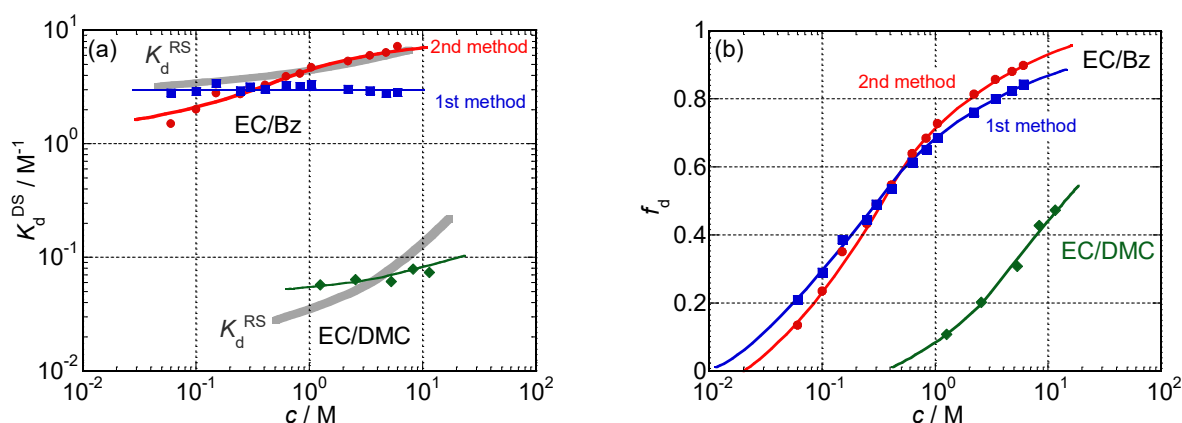 (a)
K_d^RS
2nd method
1st method
EC/Bz
K_d^RS
EC/DMC
10^1
10^0
10^-1
10^-2
K_d^DS / M^-1
10^-2 10^-1 10^0 10^1 10^2
c / M
(b)
EC/Bz
2nd method
1st method
EC/DMC
1
0.8
0.6
0.4
0.2
0
f_d
10^-2 10^-1 10^0 10^1 10^2
c / M